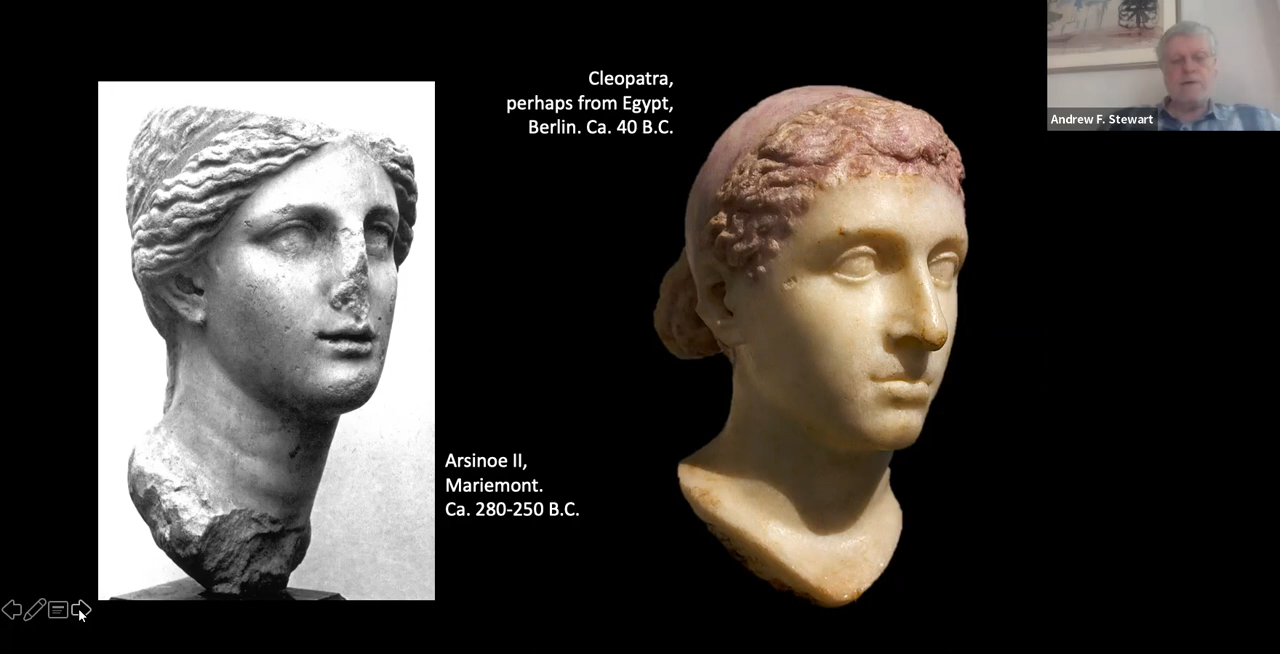 Cleopatra,
perhaps from Egypt,
Berlin. Ca. 40 B.C.
Andrew F. Stewart
Arsinoe II,
Mariemont.
Ca. 280-250 B.C.